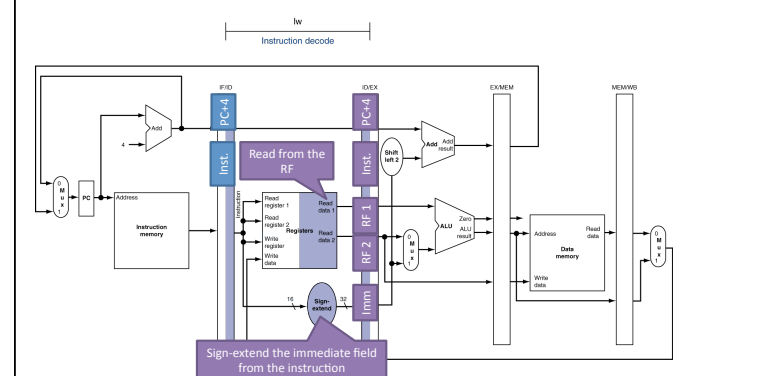 lw
Instruction decode
IF/ID
ID/EX
EX/MEM
MEM/WB
PC+4
PC+4
Add
4
Inst.
Read from the
RF
Inst.
Shift
left 2
Add
Add
result
0
M
u
x
1
PC
Address
Instruction
memory
Instruction
Read
register 1
Read
register 2
Write
register
Write
data
Registers
Read
data 1
Read
data 2
RF 1
RF 2
0
M
u
x
1
Zero
ALU
ALU
result
Address
Read
data
Data
memory
Write
data
0
M
u
x
1
16
Sign-
extend
32
Imm
Sign-extend the immediate field
from the instruction